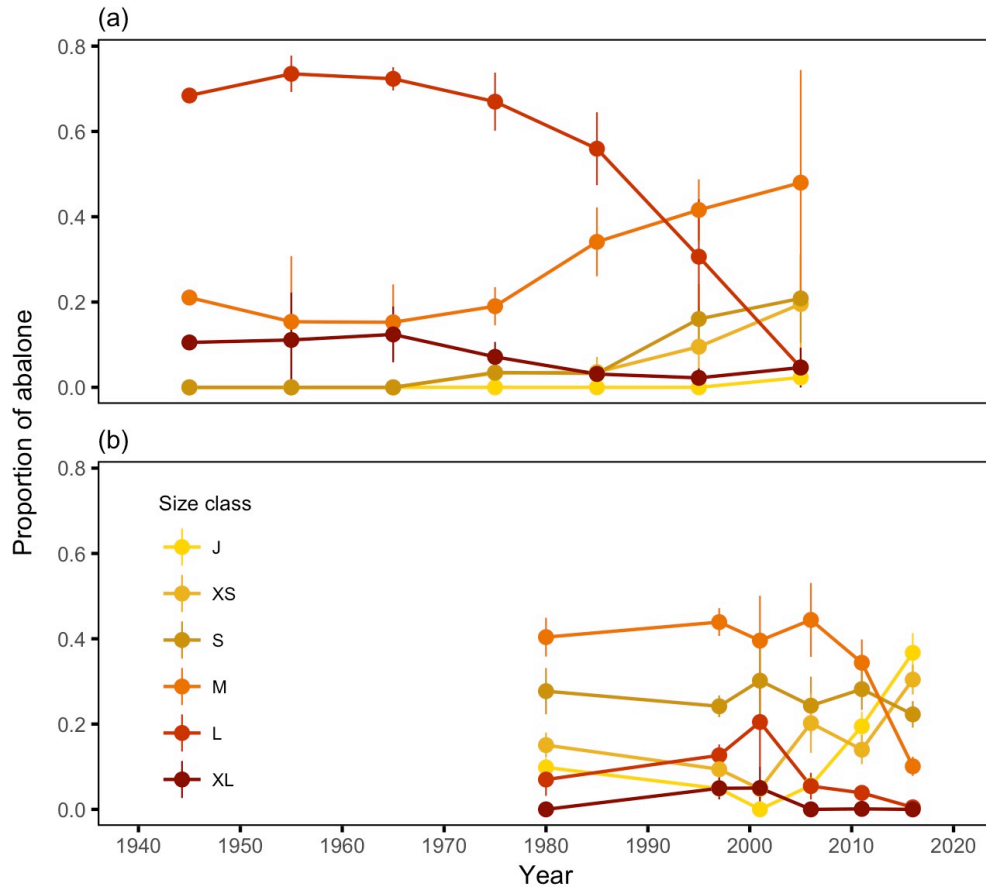 (a)
0.8
0.6
0.4
0.2
0.0
Proportion of abalone
(b)
0.8
0.6
0.4
0.2
0.0
Size class
J
XS
S
M
L
XL
1940 1950 1960 1970 1980 1990 2000 2010 2020
Year